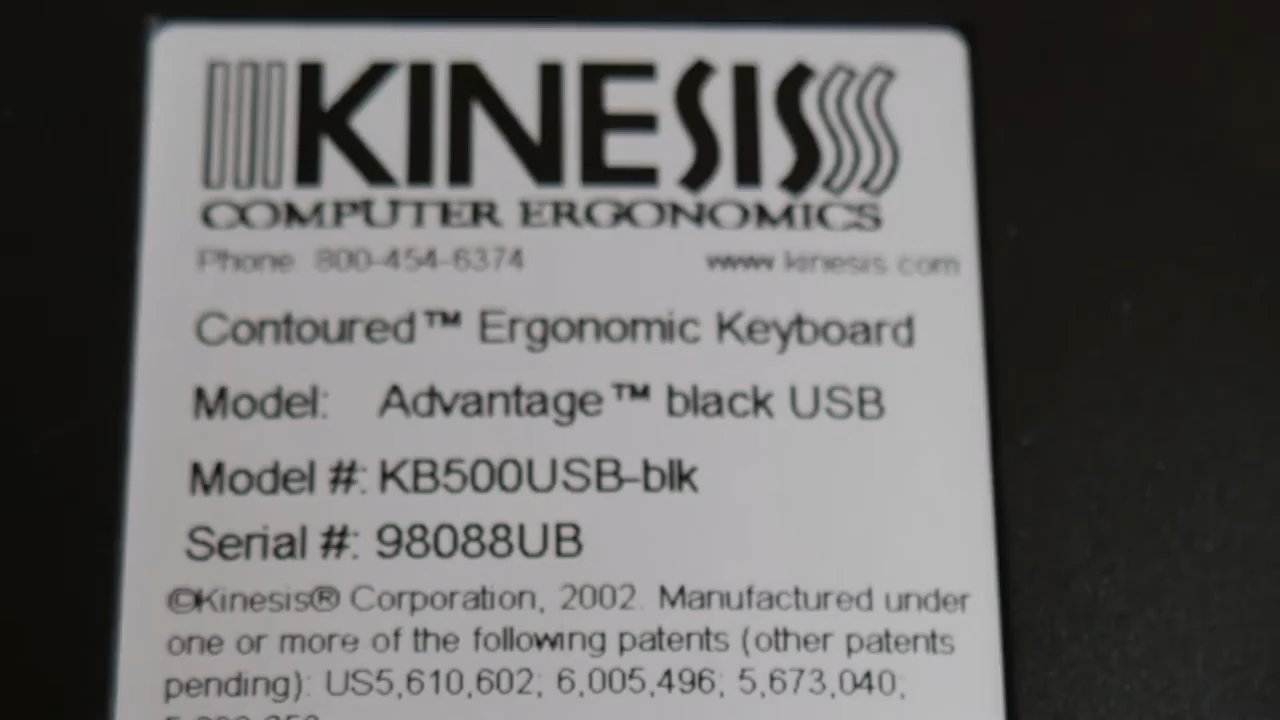 KINESIS
COMPUTER ERGONOMICS
Phone 800-454-6374 www.kinesis.com
Contoured™ Ergonomic Keyboard
Model: Advantage™ black USB
Model #: KB500USB-blk
Serial #: 98088UB
©Kinesis® Corporation, 2002. Manufactured under
one or more of the following patents (other patents
pending): US5,610,602; 6,005,496; 5,673,040;